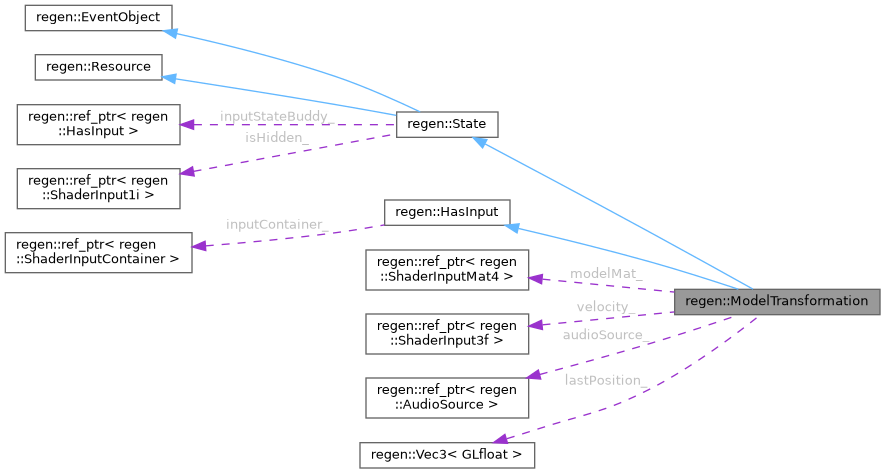 regen::EventObject
regen::Resource
regen::ref_ptr< regen
::HasInput >
inputStateBuddy_
regen::State
isHidden_
regen::ref_ptr< regen
::ShaderInput1i >
regen::HasInput
inputContainer_
regen::ref_ptr< regen
::ShaderInputContainer >
regen::ref_ptr< regen
::ShaderInputMat4 >
modelMat_
regen::ModelTransformation
velocity_
regen::ref_ptr< regen
::ShaderInput3f >
audioSource_
regen::ref_ptr< regen
::AudioSource >
lastPosition_
regen::Vec3< GLfloat >